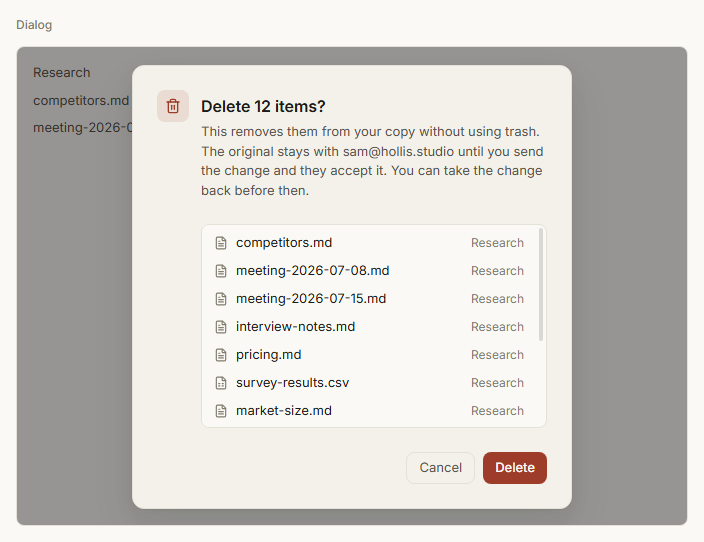 Dialog
Research
competitors.md
meeting-2026-0
Delete 12 items?
This removes them from your copy without using trash.
The original stays with sam@hollis.studio until you send
the change and they accept it. You can take the change
back before then.
competitors.md Research
meeting-2026-07-08.md Research
meeting-2026-07-15.md Research
interview-notes.md Research
pricing.md Research
survey-results.csv Research
market-size.md Research
Cancel Delete